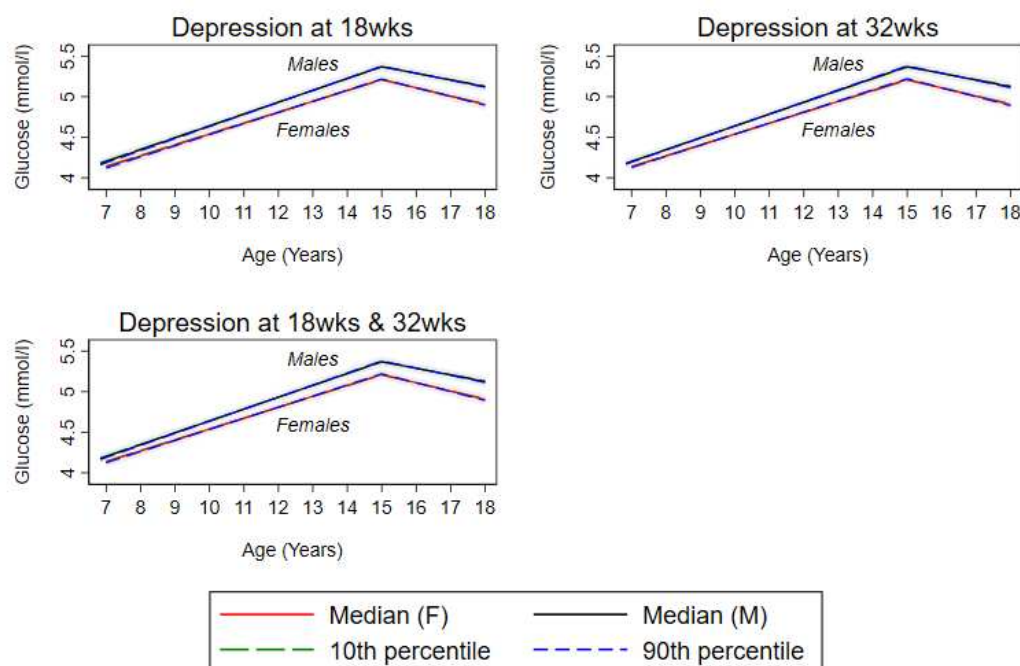 Depression at 18wks
Glucose (mmol/l)
5.5
5
4.5
4
Males
Females
7 8 9 10 11 12 13 14 15 16 17 18
Age (Years)
Depression at 32wks
Glucose (mmol/l)
5.5
5
4.5
4
Males
Females
7 8 9 10 11 12 13 14 15 16 17 18
Age (Years)
Depression at 18wks & 32wks
Glucose (mmol/l)
5.5
5
4.5
4
Males
Females
7 8 9 10 11 12 13 14 15 16 17 18
Age (Years)
Median (F) Median (M)
10th percentile 90th percentile